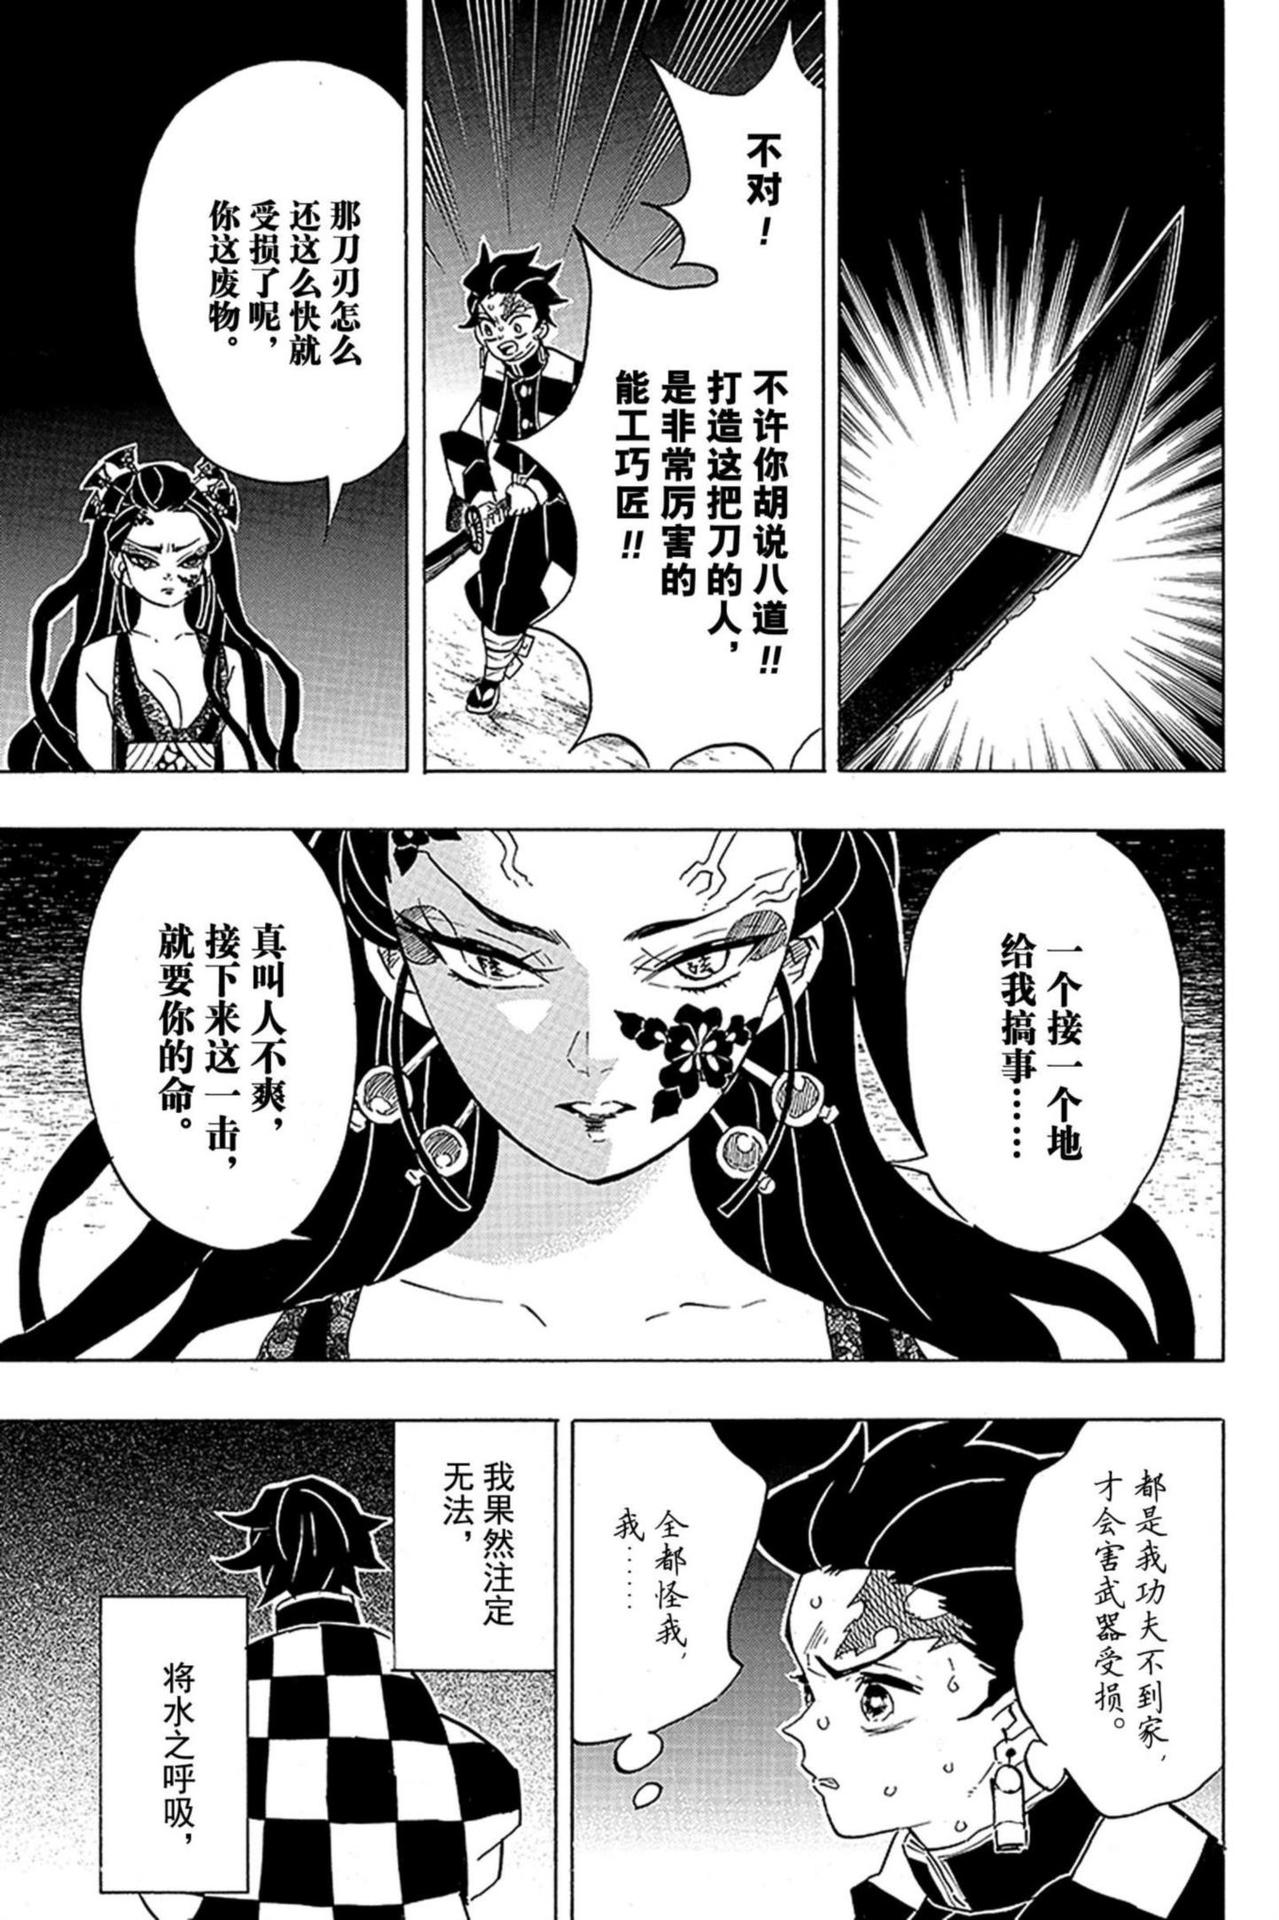 不对！
不许你胡说八道！！
打造这把刀的人，
是非常厉害的
能工巧匠！！
那刀刃怎么
还这么快就
受损了呢，
你这废物。
一个接一个地
给我搞事……
真叫人不爽，
接下来这一击，
就要你的命。
都是我功夫不到家，
才会害武器受损。
全都怪我，
我……
我果然注定
无法，
将水之呼吸，